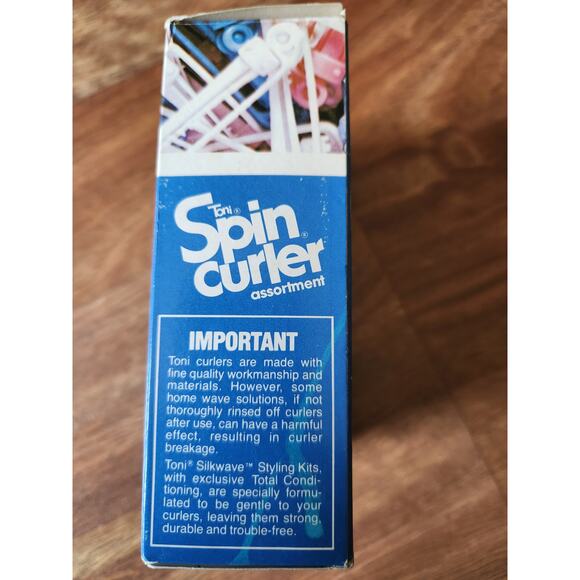 Toni®
Spin
curler®
assortment
IMPORTANT
Toni curlers are made with
fine quality workmanship and
materials. However, some
home wave solutions, if not
thoroughly rinsed off curlers
after use, can have a harmful
effect, resulting in curler
breakage.
Toni® Silkwave™ Styling Kits,
with exclusive Total Condi-
tioning, are specially formu-
lated to be gentle to your
curlers, leaving them strong,
durable and trouble-free.